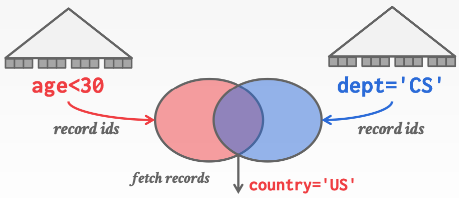 age<30
dept='CS'
record ids
record ids
fetch records
country='US'